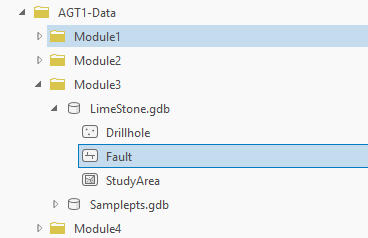 AGT1-Data
Module1
Module2
Module3
LimeStone.gdb
Drillhole
Fault
StudyArea
Samplepts.gdb
Module4